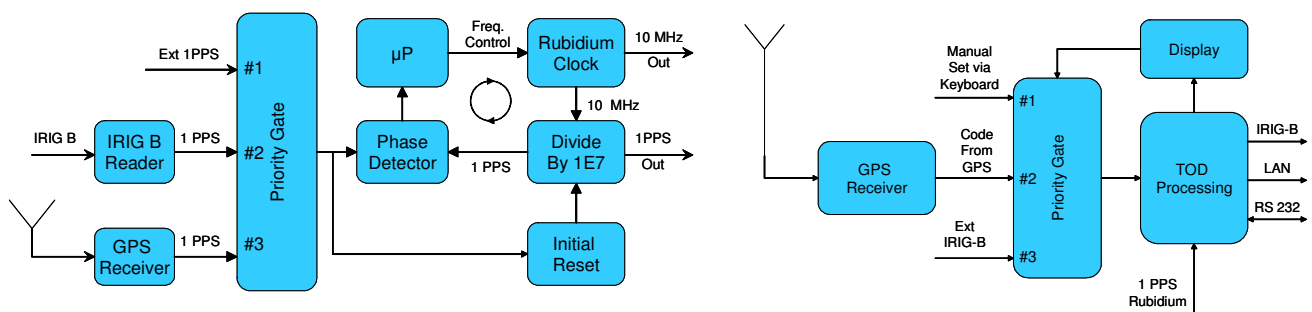 Ext 1PPS
#1
IRIG B
IRIG B
Reader
1 PPS
#2
GPS
Receiver
1 PPS
#3
Priority Gate
µP
Freq.
Control
Rubidium
Clock
10 MHz
Out
10 MHz
Phase
Detector
1 PPS
Divide
By 1E7
1PPS
Out
Initial
Reset
Manual
Set via
Keyboard
#1
GPS
Receiver
Code
From
GPS
#2
Ext
IRIG-B
#3
Priority Gate
Display
TOD
Processing
IRIG-B
LAN
RS 232
1 PPS
Rubidium